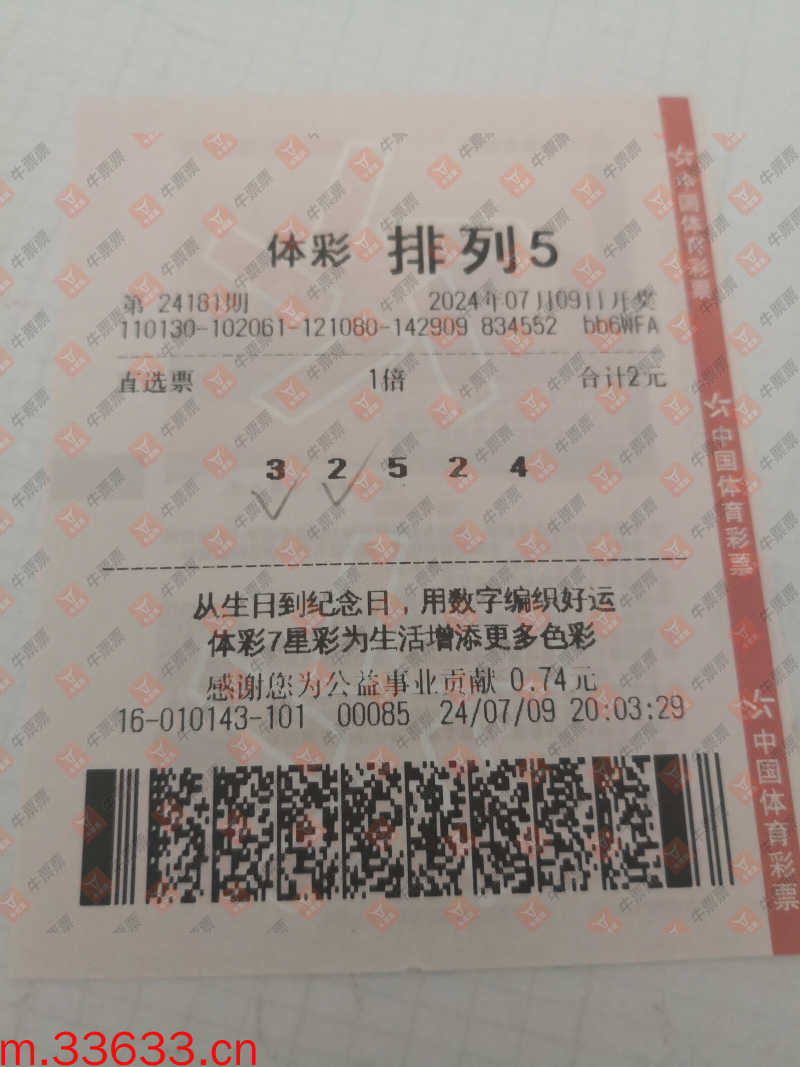 体彩 排列5
第 24181期 2024年07月09日开奖
110130-102061-121080-142909 834552 bb6WFA
直选票 1倍 合计2元
3 2 5 2 4
从生日到纪念日，用数字编织好运
体彩7星彩为生活增添更多色彩
感谢您为公益事业贡献 0.74元
16-010143-101 00085 24/07/09 20:03:29
中国体育彩票
中国体育彩票
中国体育彩票
牛票票
m.33633.cn